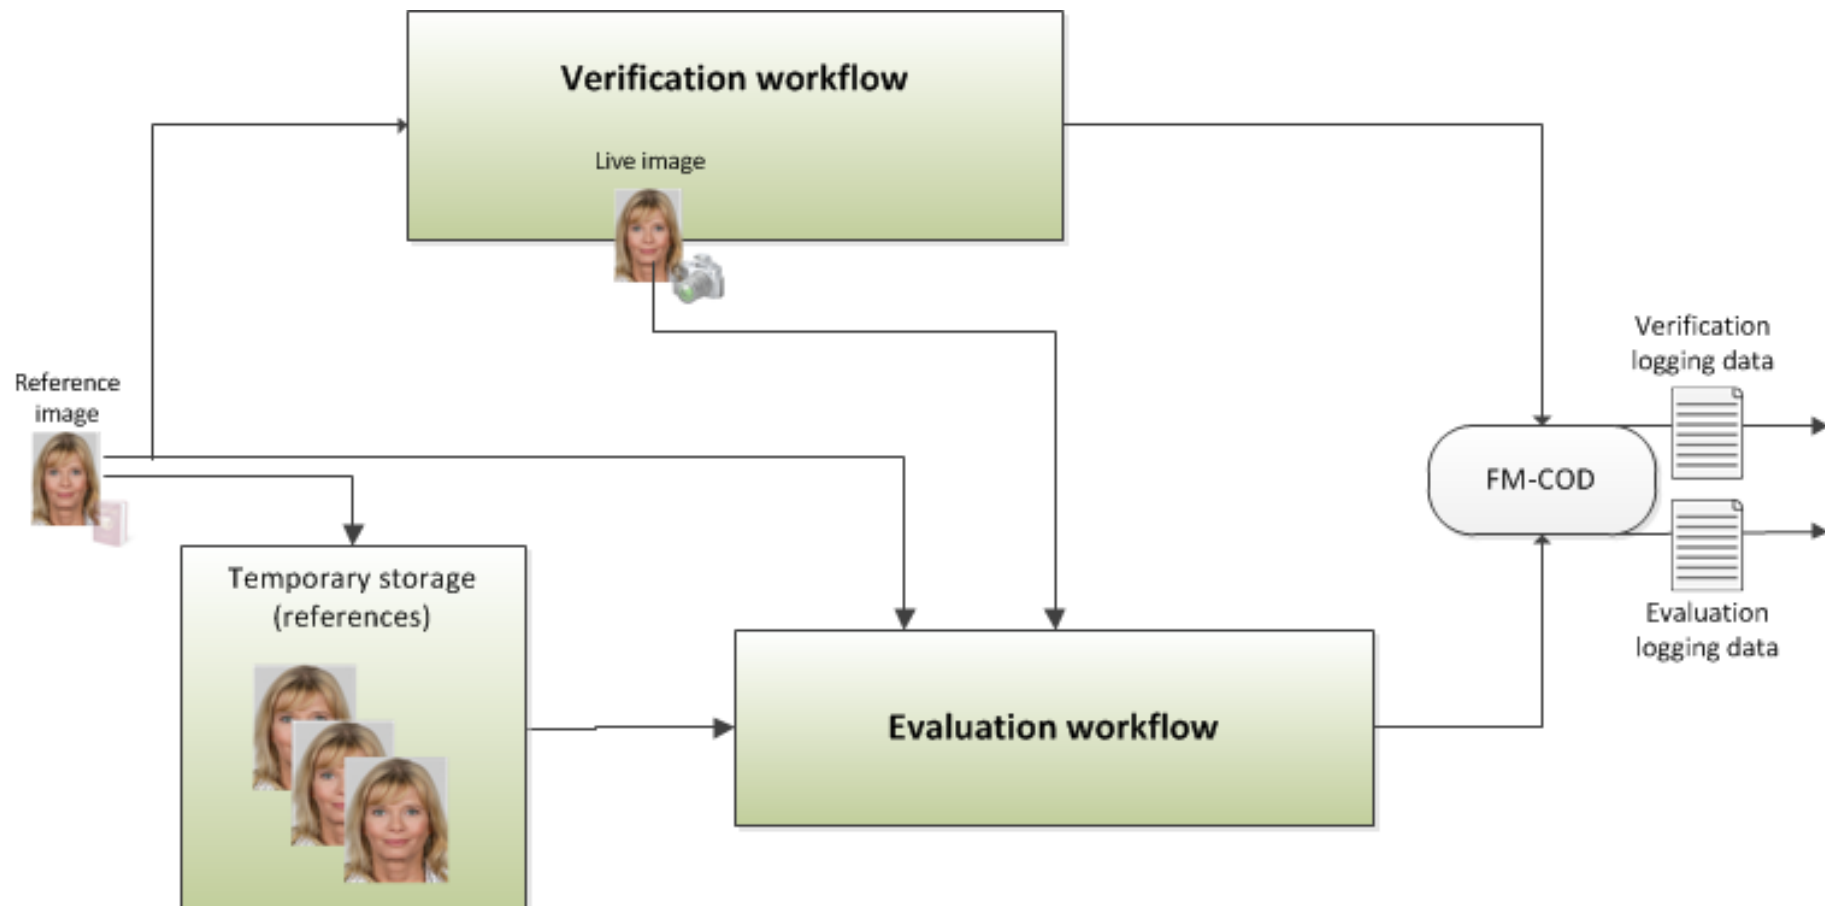 Verification workflow
Live image
Reference
image
Temporary storage
(references)
Evaluation workflow
FM-COD
Verification
logging data
Evaluation
logging data